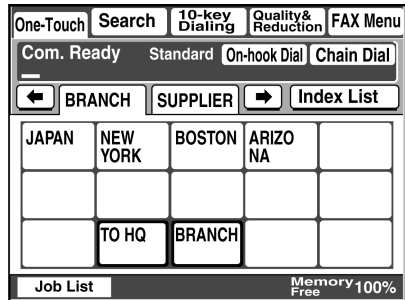 One-Touch Search 10-key Dialing Quality& Reduction FAX Menu
Com. Ready Standard On-hook Dial Chain Dial
BRANCH SUPPLIER Index List
JAPAN NEW YORK BOSTON ARIZO NA
TO HQ BRANCH
Job List Memory Free 100%